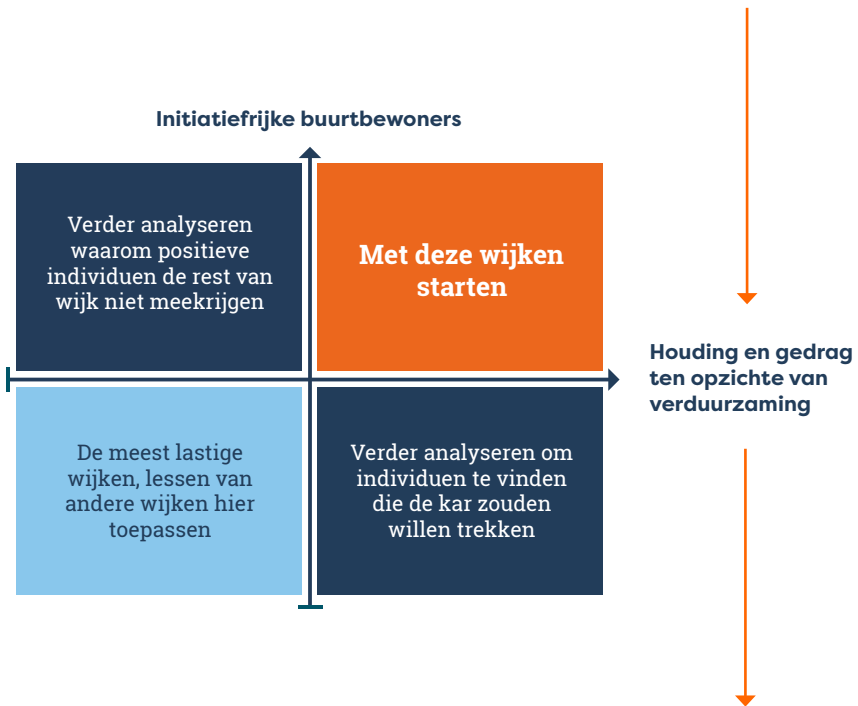 Initiatiefrijke buurtbewoners
Verder analyseren
waarom positieve
individuen de rest van
wijk niet meekrijgen
Met deze wijken
starten
Houding en gedrag
ten opzichte van
verduurzaming
De meest lastige
wijken, lessen van
andere wijken hier
toepassen
Verder analyseren om
individuen te vinden
die de kar zouden
willen trekken